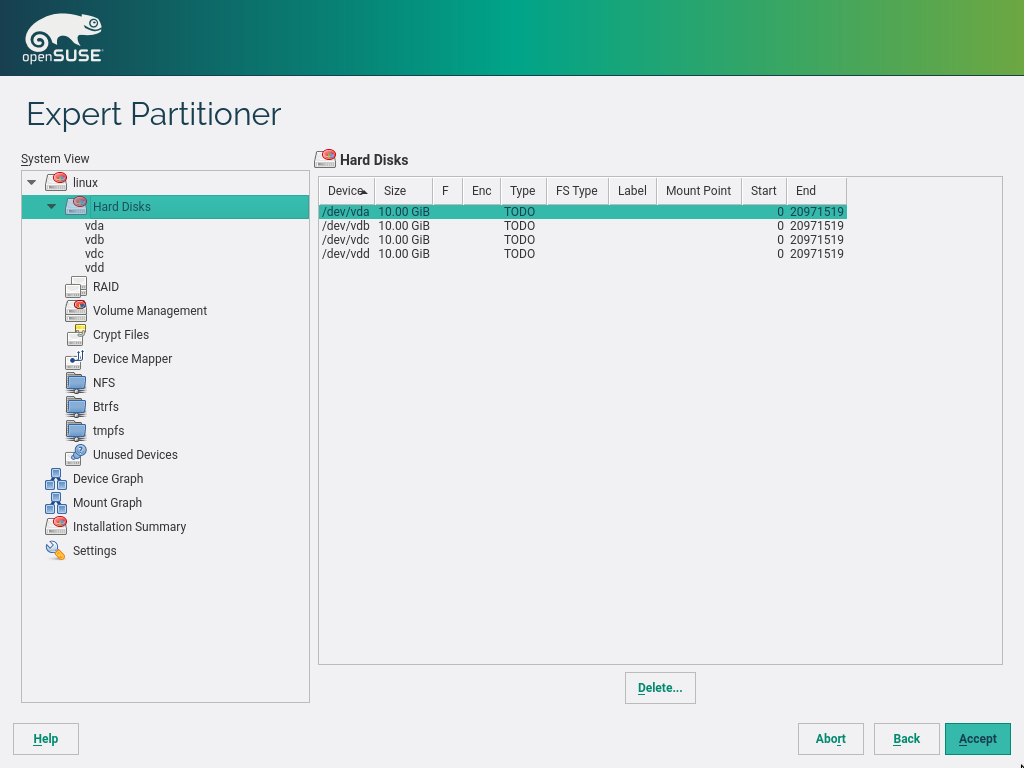 openSUSE
Expert Partitioner
System View
linux
Hard Disks
vda
vdb
vdc
vdd
RAID
Volume Management
Crypt Files
Device Mapper
NFS
Btrfs
tmpfs
Unused Devices
Device Graph
Mount Graph
Installation Summary
Settings
Hard Disks
Device Size F Enc Type FS Type Label Mount Point Start End
/dev/vda 10.00 GiB TODO 0 20971519
/dev/vdb 10.00 GiB TODO 0 20971519
/dev/vdc 10.00 GiB TODO 0 20971519
/dev/vdd 10.00 GiB TODO 0 20971519
Delete...
Help Abort Back Accept